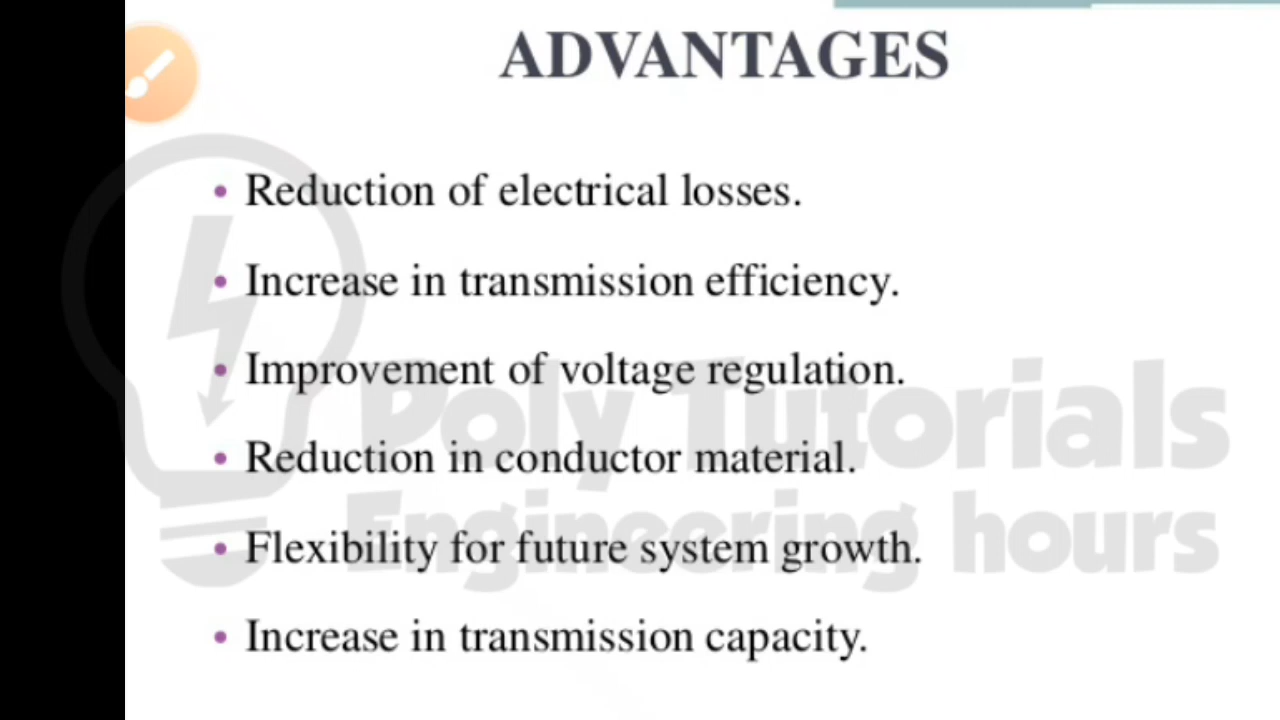 ADVANTAGES
• Reduction of electrical losses.
• Increase in transmission efficiency.
• Improvement of voltage regulation.
• Reduction in conductor material.
• Flexibility for future system growth.
• Increase in transmission capacity.
Poly Tutorials
Engineering hours